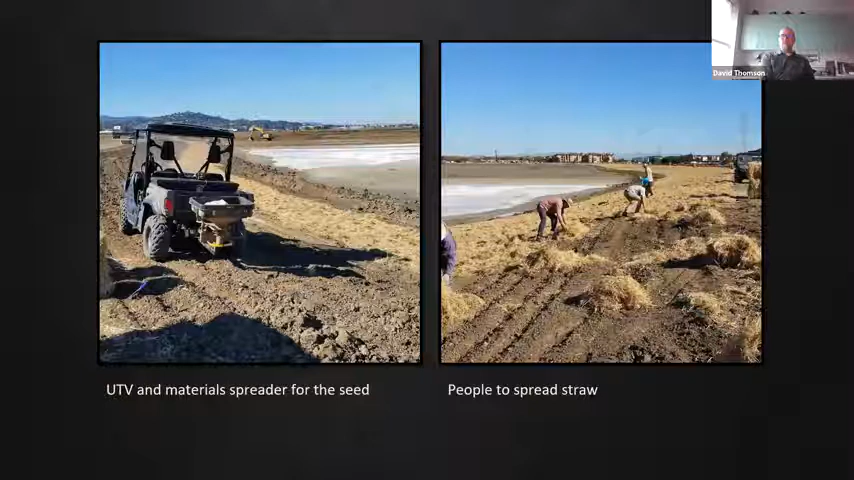 David Thomson
UTV and materials spreader for the seed
People to spread straw